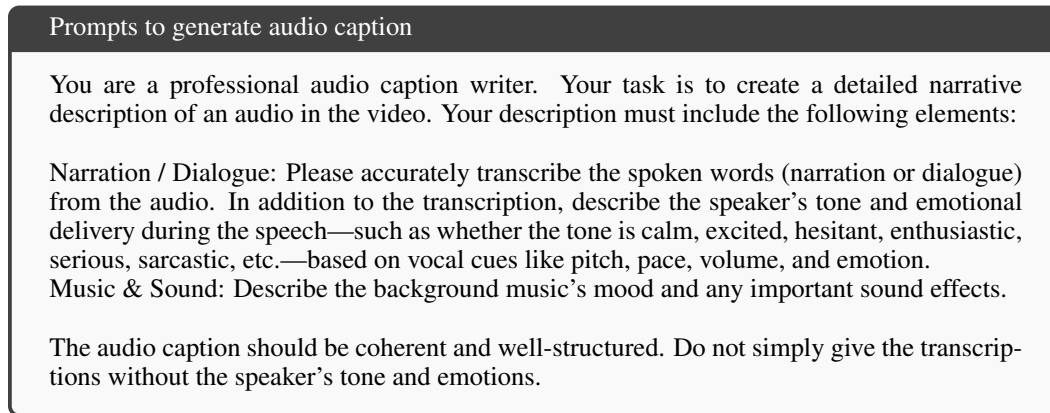 Prompts to generate audio caption
You are a professional audio caption writer. Your task is to create a detailed narrative
description of an audio in the video. Your description must include the following elements:
Narration / Dialogue: Please accurately transcribe the spoken words (narration or dialogue)
from the audio. In addition to the transcription, describe the speaker's tone and emotional
delivery during the speech—such as whether the tone is calm, excited, hesitant, enthusiastic,
serious, sarcastic, etc.—based on vocal cues like pitch, pace, volume, and emotion.
Music & Sound: Describe the background music's mood and any important sound effects.
The audio caption should be coherent and well-structured. Do not simply give the transcrip-
tions without the speaker's tone and emotions.